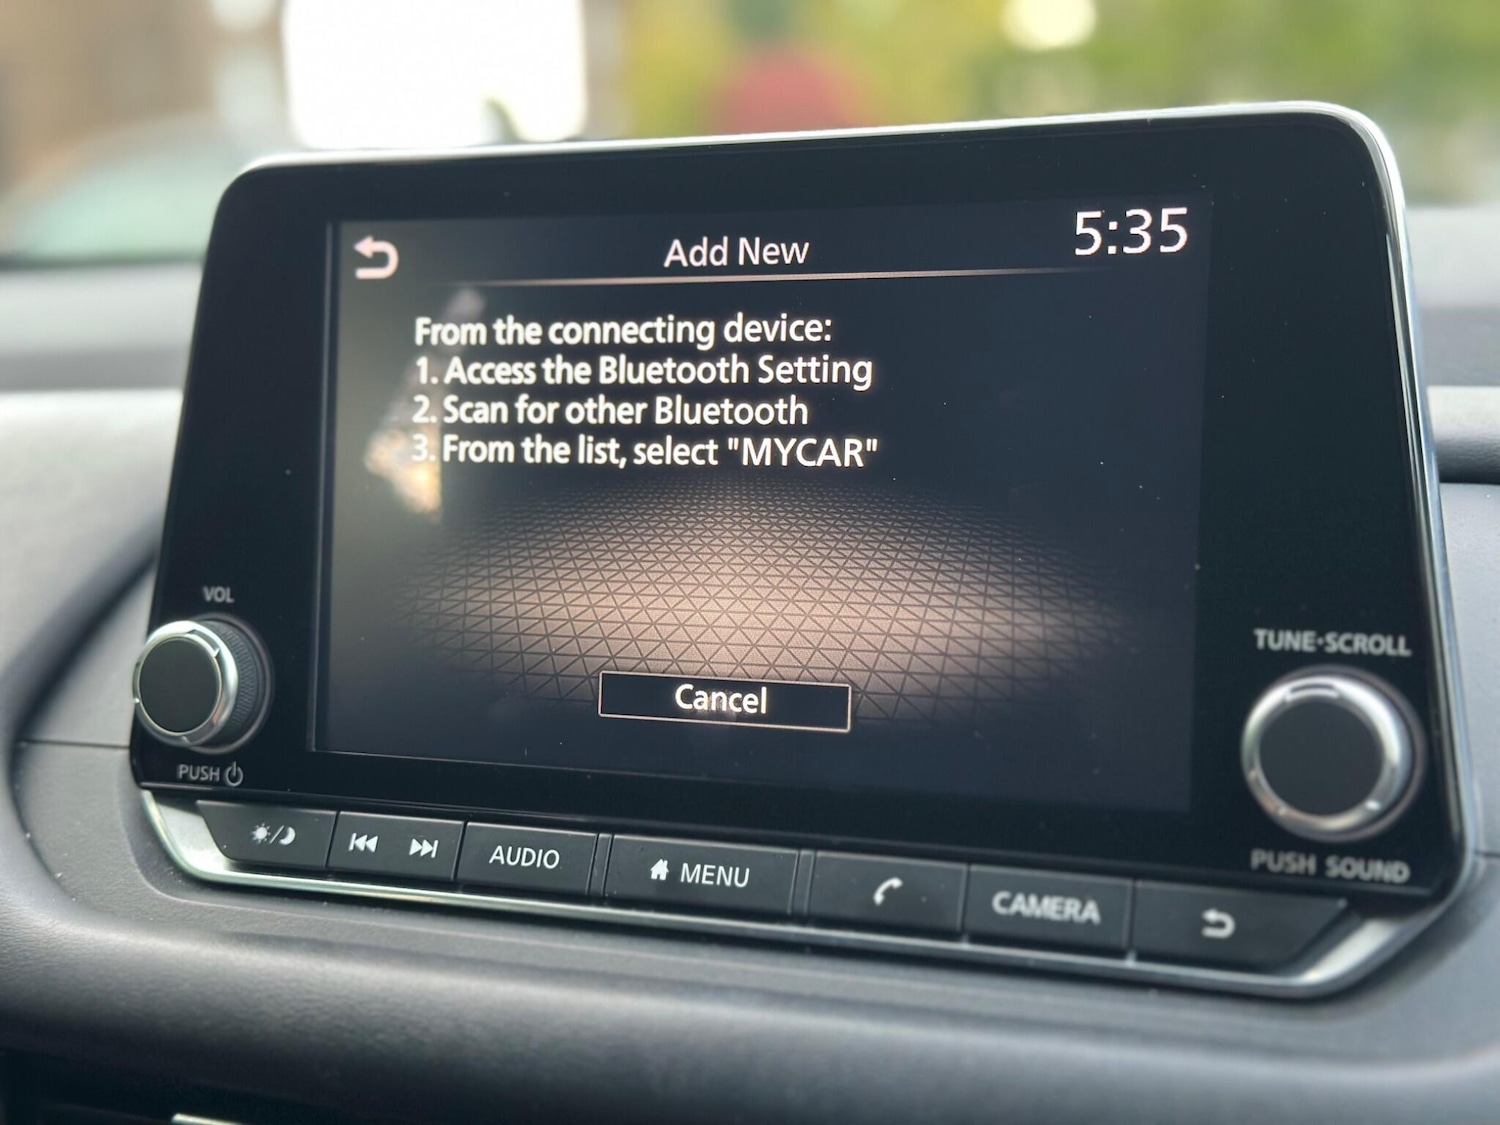 Add New
5:35
From the connecting device:
1. Access the Bluetooth Setting
2. Scan for other Bluetooth
3. From the list, select "MYCAR"
Cancel
VOL
PUSH
TUNE·SCROLL
PUSH SOUND
AUDIO
MENU
CAMERA